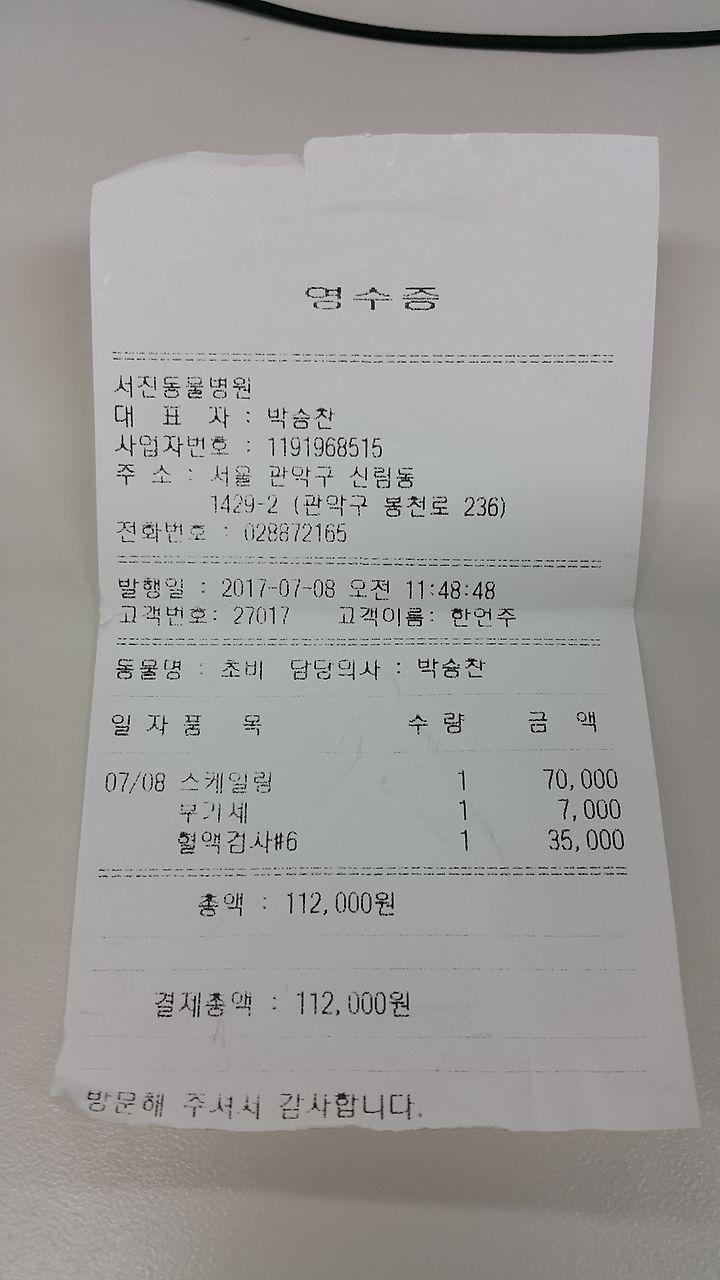 영수증
서진동물병원
대 표 자 : 박승찬
사업자번호 : 1191968515
주 소 : 서울 관악구 신림동
1429-2 (관악구 봉천로 236)
전화번호 : 028872165
발행일 : 2017-07-08 오전 11:48:48
고객번호: 27017 고객이름: 한언주
동물명 : 초비 담당의사 : 박승찬
일 자 품 목 수 량 금 액
07/08 스케일링 1 70,000
부가세 1 7,000
혈액검사#6 1 35,000
총액 : 112,000원
결제총액 : 112,000원
방문해 주셔서 감사합니다.